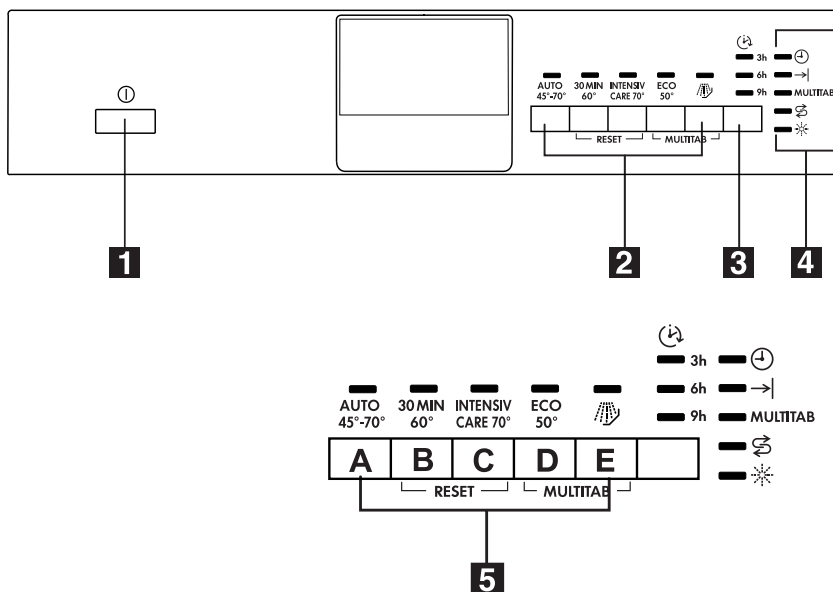 3h
6h
9h
MULTITAB
AUTO 45°-70°
30 MIN 60°
INTENSIV CARE 70°
ECO 50°
RESET
MULTITAB
1
2
3
4
3h
6h
9h
MULTITAB
AUTO 45°-70°
30 MIN 60°
INTENSIV CARE 70°
ECO 50°
A B C D E
RESET
MULTITAB
5